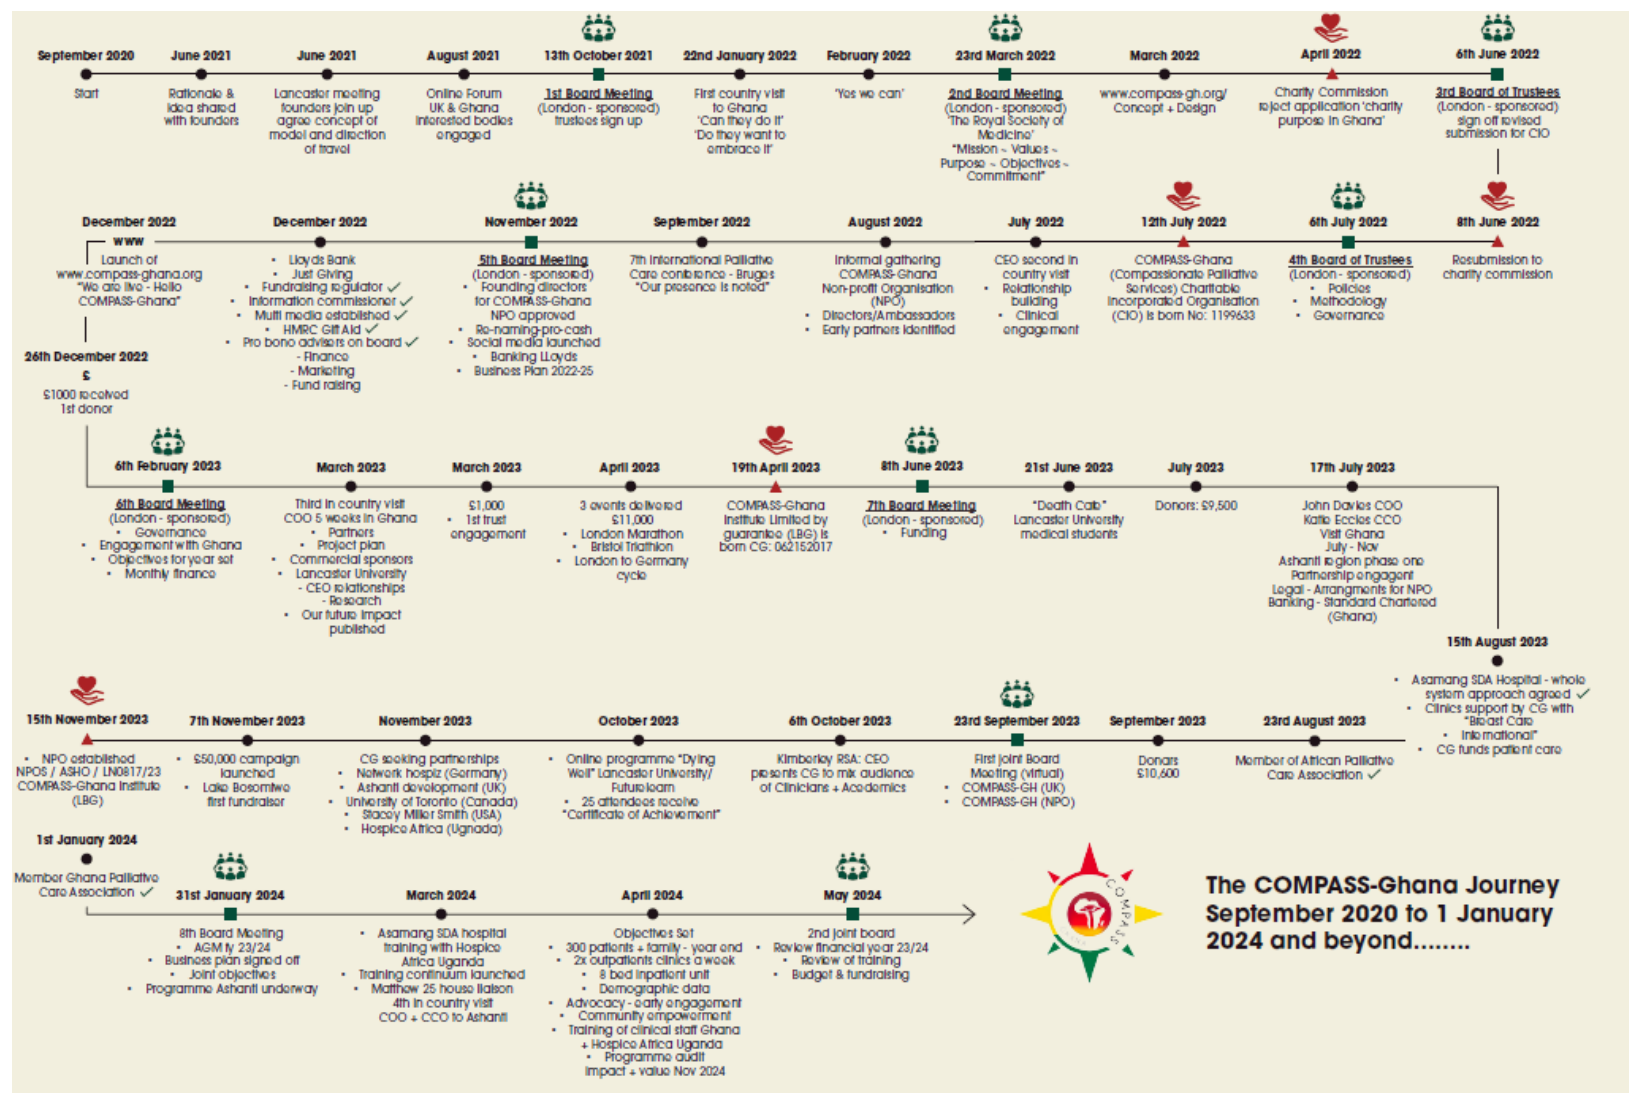 September 2020
Start
June 2021
Rationale &
idea shared
with founders
June 2021
Lancaster meeting
founders join up
agree concept of
model and direction
of travel
August 2021
Online Forum
UK & Ghana
interested bodies
engaged
13th October 2021
1st Board Meeting
(London - sponsored)
trustees sign up
22nd January 2022
First country visit
to Ghana
'Can they do it'
'Do they want to
embrace it'
February 2022
'Yes we can'
23rd March 2022
2nd Board Meeting
(London - sponsored)
'The Royal Society of
Medicine'
"Mission ~ Values ~
Purpose ~ Objectives ~
Commitment"
March 2022
www.compass-gh.org/
Concept + Design
April 2022
Charity Commission
reject application 'charity
purpose in Ghana'
6th June 2022
3rd Board of Trustees
(London - sponsored)
sign off revised
submission for CIO
December 2022
www
Launch of
www.compass-ghana.org
"We are live - Hello
COMPASS-Ghana"
December 2022
• Lloyds Bank
• Just Giving
• Fundraising regulator ✓
• Information commissioner ✓
• Multi media established ✓
• HMRC Gift Aid ✓
• Pro bono advisers on board ✓
- Finance
- Marketing
- Fund raising
November 2022
5th Board Meeting
(London - sponsored)
• Founding directors
for COMPASS-Ghana
NPO approved
• Re-naming-pro-cash
• Social media launched
• Banking LLoyds
• Business Plan 2022-25
September 2022
7th International Palliative
Care conference - Bruges
"Our presence is noted"
August 2022
Informal gathering
COMPASS-Ghana
Non-profit Organisation
(NPO)
• Directors/Ambassadors
• Early partners identified
July 2022
CEO second in
country visit
• Relationship
building
• Clinical
engagement
12th July 2022
COMPASS-Ghana
(Compassionate Palliative
Services) Charitable
Incorporated Organisation
(CIO) is born No: 1199633
6th July 2022
4th Board of Trustees
(London - sponsored)
• Policies
• Methodology
• Governance
8th June 2022
Resubmission to
charity commission
26th December 2022
£
£1000 received
1st donor
6th February 2023
6th Board Meeting
(London - sponsored)
• Governance
• Engagement with Ghana
• Objectives for year set
• Monthly finance
March 2023
Third in country visit
COO 5 weeks in Ghana
• Partners
• Project plan
• Commercial sponsors
• Lancaster University
- CEO relationships
- Research
• Our future impact
published
March 2023
£1,000
• 1st trust
engagement
April 2023
3 events delivered
£11,000
• London Marathon
• Bristol Triathlon
• London to Germany
cycle
19th April 2023
COMPASS-Ghana
Institute Limited by
guarantee (LBG) is
born CG: 062152017
8th June 2023
7th Board Meeting
(London - sponsored)
• Funding
21st June 2023
"Death Cafe"
Lancaster University
medical students
July 2023
Donors: £9,500
17th July 2023
John Davies COO
Katie Eccles CCO
Visit Ghana
July - Nov
Ashanti region phase one
Partnership engagent
Legal - Arrangments for NPO
Banking - Standard Chartered
(Ghana)
15th August 2023
• Asamang SDA Hospital - whole
system approach agreed ✓
• Clinics support by CG with
"Breast Care
• International"
• CG funds patient care
15th November 2023
• NPO established
NPOS / ASHO / LN0817/23
COMPASS-Ghana Institute
(LBG)
7th November 2023
• £50,000 campaign
launched
• Lake Bosomtwe
first fundraiser
November 2023
CG seeking partnerships
• Network hospiz (Germany)
• Ashanti development (UK)
• University of Toronto (Canada)
• Stacey Miller Smith (USA)
• Hospice Africa (Ugnada)
October 2023
• Online programme "Dying
Well" Lancaster University/
Futurelearn
• 25 attendees receive
"Certificate of Achievement"
6th October 2023
Kimberley RSA: CEO
presents CG to mix audience
of Clinicians + Acedemics
23rd September 2023
First joint Board
Meeting (virtual)
• COMPASS-GH (UK)
• COMPASS-GH (NPO)
September 2023
Donars
£10,600
23rd August 2023
Member of African Palliative
Care Association ✓
1st January 2024
Member Ghana Palliative
Care Association ✓
31st January 2024
8th Board Meeting
• AGM fy 23/24
• Business plan signed off
• Joint objectives
• Programme Ashanti underway
March 2024
• Asamang SDA hospital
training with Hospice
Africa Uganda
• Training continuum launched
• Matthew 25 house liaison
4th in country visit
COO + CCO to Ashanti
April 2024
Objectives Set
• 300 patients + family - year end
• 2x outpatients clinics a week
• 8 bed inpatient unit
• Demographic data
• Advocacy - early engagement
• Community empowerment
• Training of clinical staff Ghana
+ Hospice Africa Uganda
• Programme audit
Impact + value Nov 2024
May 2024
2nd joint board
• Review financial year 23/24
• Review of training
• Budget & fundraising
COMPASS
The COMPASS-Ghana Journey
September 2020 to 1 January
2024 and beyond........